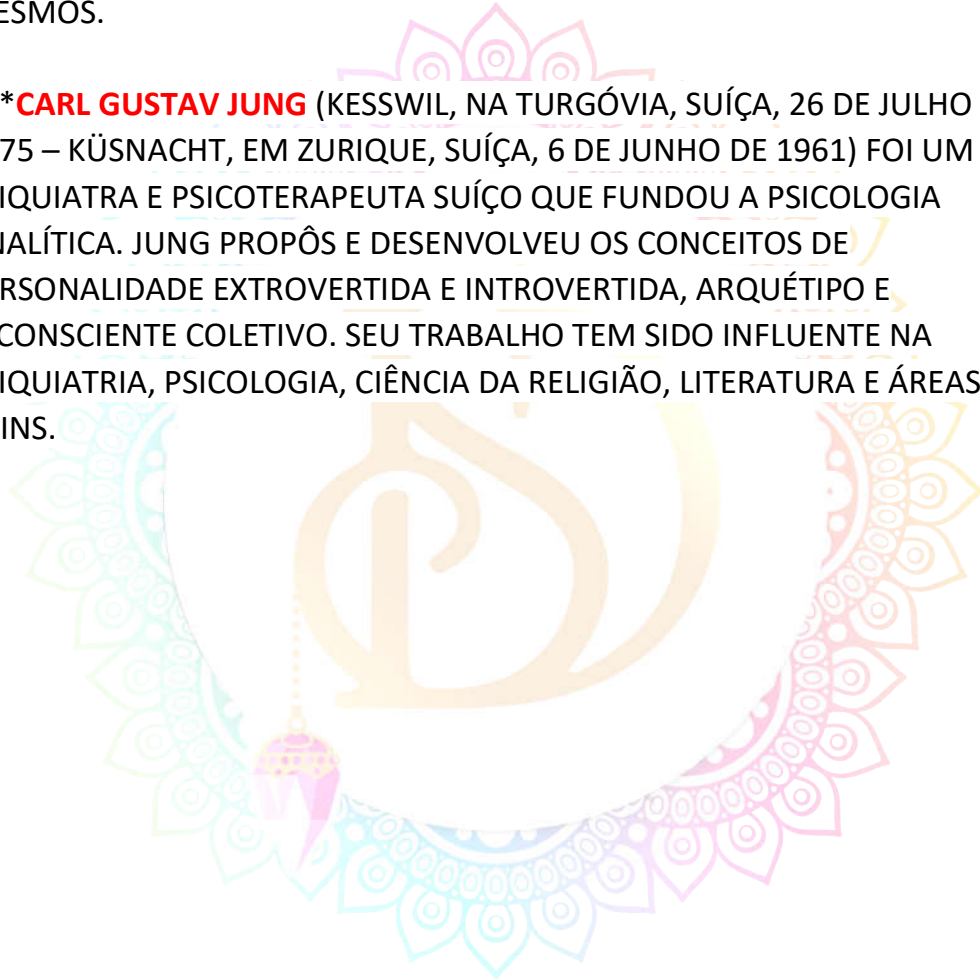 ESMOS.
*CARL GUSTAV JUNG (KESSWIL, NA TURGÓVIA, SUÍÇA, 26 DE JULHO
75 – KÜSNACHT, EM ZURIQUE, SUÍÇA, 6 DE JUNHO DE 1961) FOI UM
IQUIATRA E PSICOTERAPEUTA SUÍÇO QUE FUNDOU A PSICOLOGIA
NALÍTICA. JUNG PROPÔS E DESENVOLVEU OS CONCEITOS DE
RSONALIDADE EXTROVERTIDA E INTROVERTIDA, ARQUÉTIPO E
CONSCIENTE COLETIVO. SEU TRABALHO TEM SIDO INFLUENTE NA
IQUIATRIA, PSICOLOGIA, CIÊNCIA DA RELIGIÃO, LITERATURA E ÁREAS
INS.